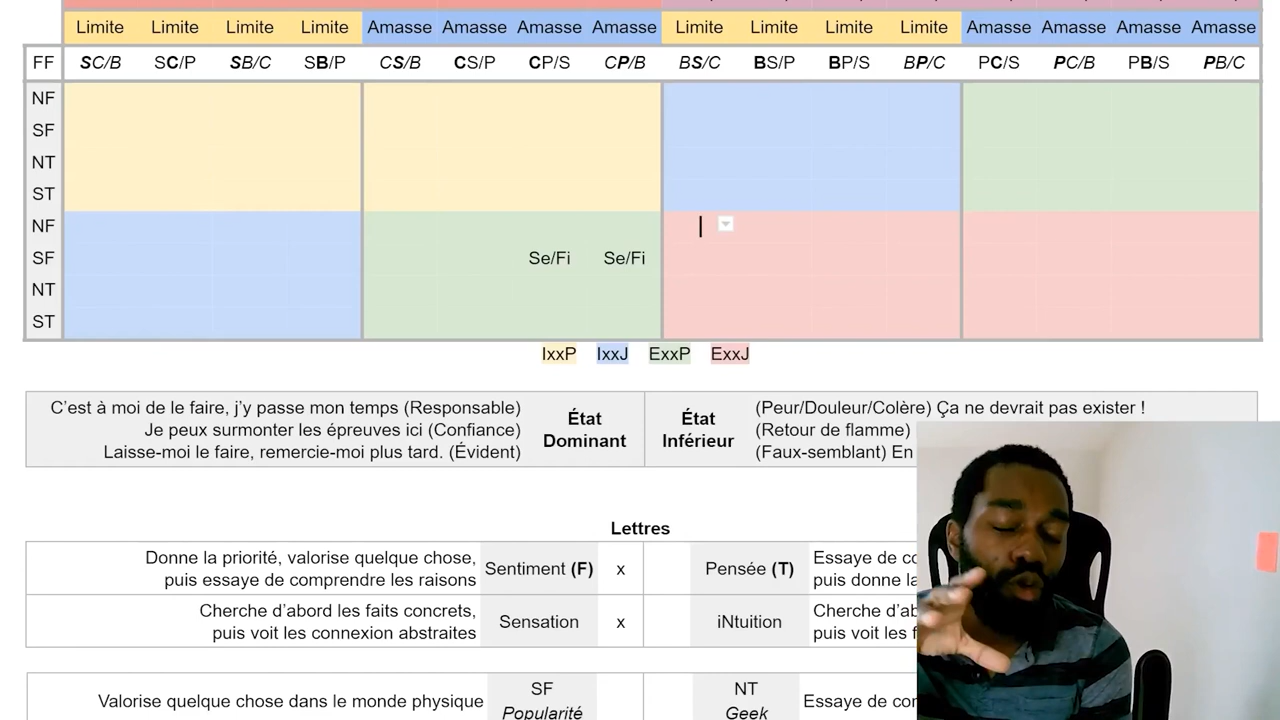 Limite Limite Limite Limite Amasse Amasse Amasse Amasse Limite Limite Limite Limite Amasse Amasse Amasse Amasse
FF SC/B SC/P SB/C SB/P CS/B CS/P CP/S CP/B BS/C BS/P BP/S BP/C PC/S PC/B PB/S PB/C
NF
SF
NT
ST
NF
SF Se/Fi Se/Fi
NT
ST
IxxP IxxJ ExxP ExxJ
C'est à moi de le faire, j'y passe mon temps (Responsable)
Je peux surmonter les épreuves ici (Confiance)
Laisse-moi le faire, remercie-moi plus tard. (Évident)
État
Dominant
État
Inférieur
(Peur/Douleur/Colère) Ça ne devrait pas exister !
(Retour de flamme)
(Faux-semblant) En
Lettres
Donne la priorité, valorise quelque chose,
puis essaye de comprendre les raisons
Sentiment (F) x
Pensée (T)
Essaye de
puis donne
Cherche d'abord les faits concrets,
puis voit les connexion abstraites
Sensation x
iNtuition
Cherche
puis voit les
Valorise quelque chose dans le monde physique
SF
Popularité
NT
Geek
Essaye de